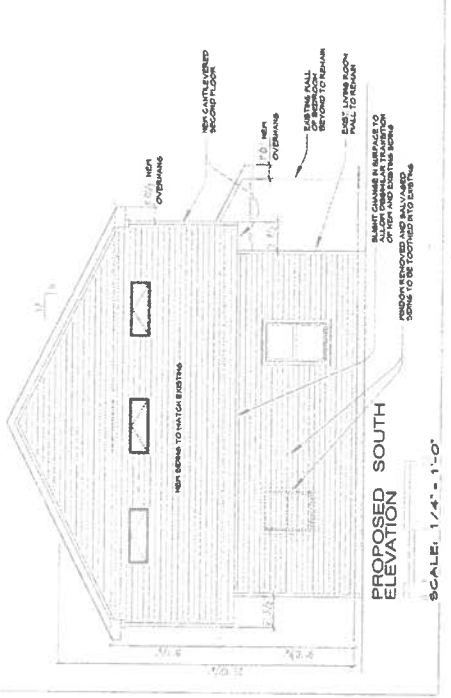 NEW CANTILEVERED
SECOND FLOOR
NEW
OVERHANG
NEW
OVERHANG
EXISTING WALL
OF BEDROOM
BEYOND TO REMAIN
EXIST. LIVING ROOM
WALL TO REMAIN
SLIGHT CHANGE IN SURFACE TO
ALLOW DISSIMILAR TRANSITION
OF NEW AND EXISTING SIDING
WINDOW REMOVED AND SALVAGED
SIDING TO BE TOOTHED INTO EXISTING
NEW SIDING TO MATCH EXISTING
PROPOSED SOUTH
ELEVATION
SCALE: 1/4" = 1'-0"